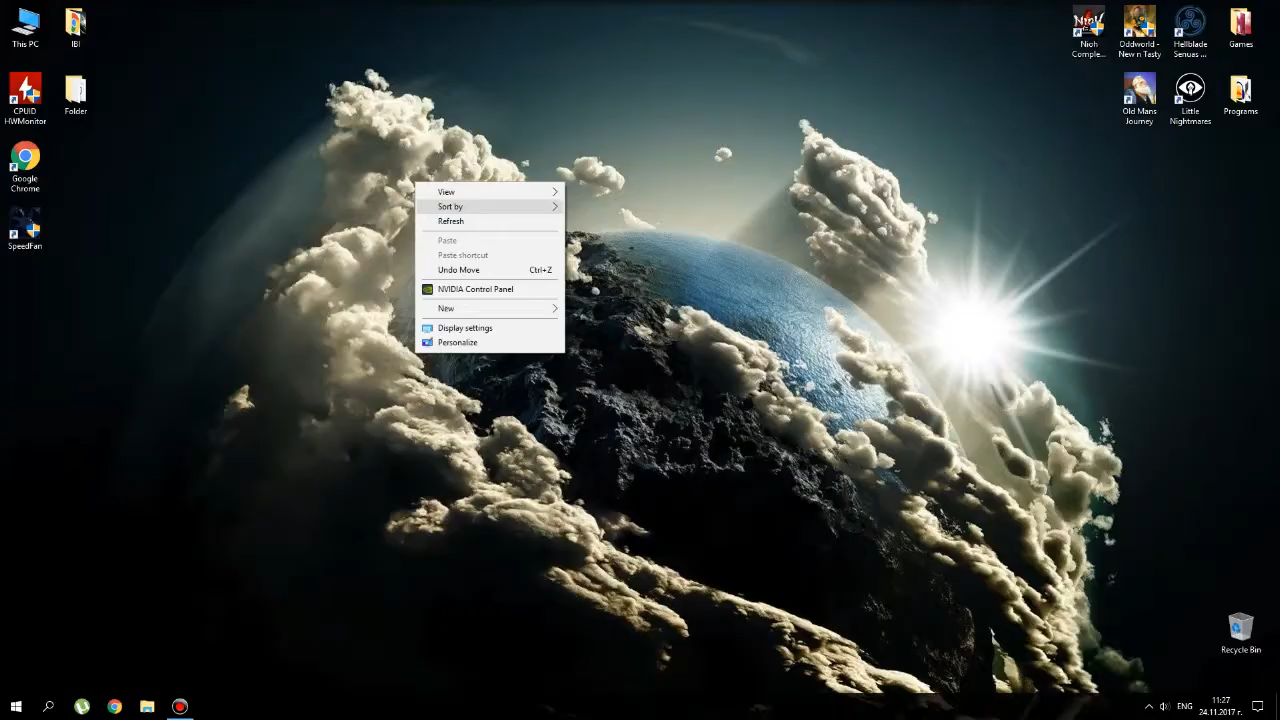 This PC
IBI
CPUID
HWMonitor
Folder
Google
Chrome
SpeedFan
View
Sort by
Refresh
Paste
Paste shortcut
Undo Move Ctrl+Z
NVIDIA Control Panel
New
Display settings
Personalize
Nioh
Comple...
Oddworld -
New n Tasty
Hellblade
Senuas ...
Games
Old Mans
Journey
Little
Nightmares
Programs
Recycle Bin
ENG
11:27
24.11.2017 г.